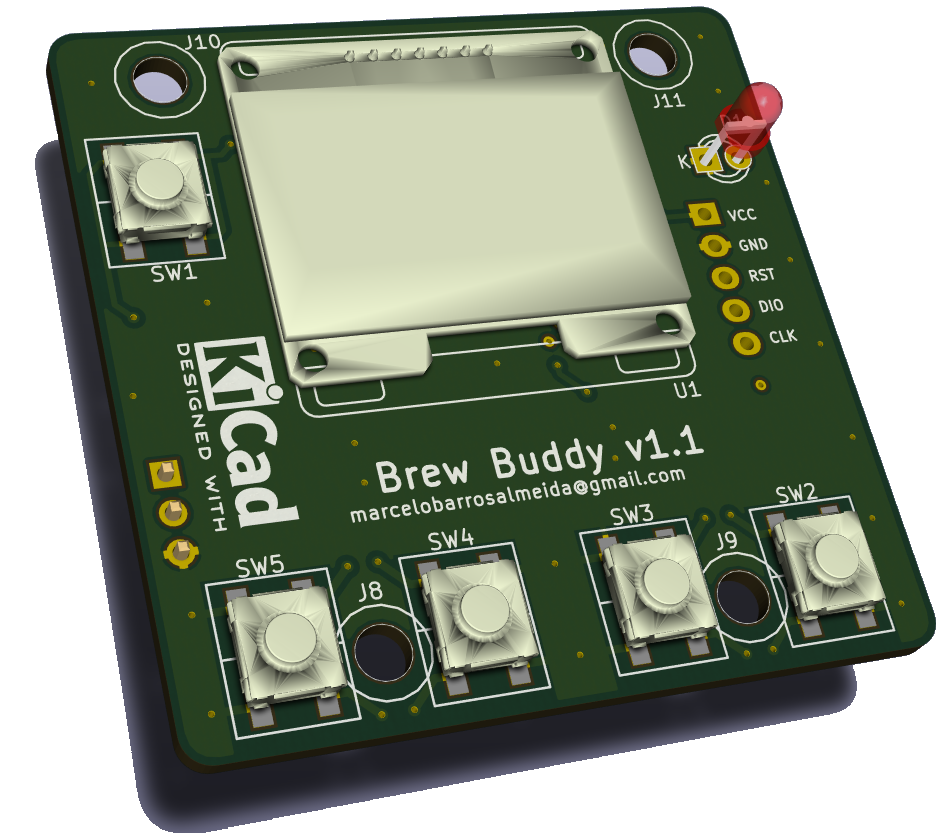 J10
J11
D1
K
SW1
VCC
GND
RST
DIO
CLK
U1
KiCad
DESIGNED WITH
Brew Buddy v1.1
marcelobarrosalmeida@gmail.com
SW2
SW3
J9
SW4
SW5
J8